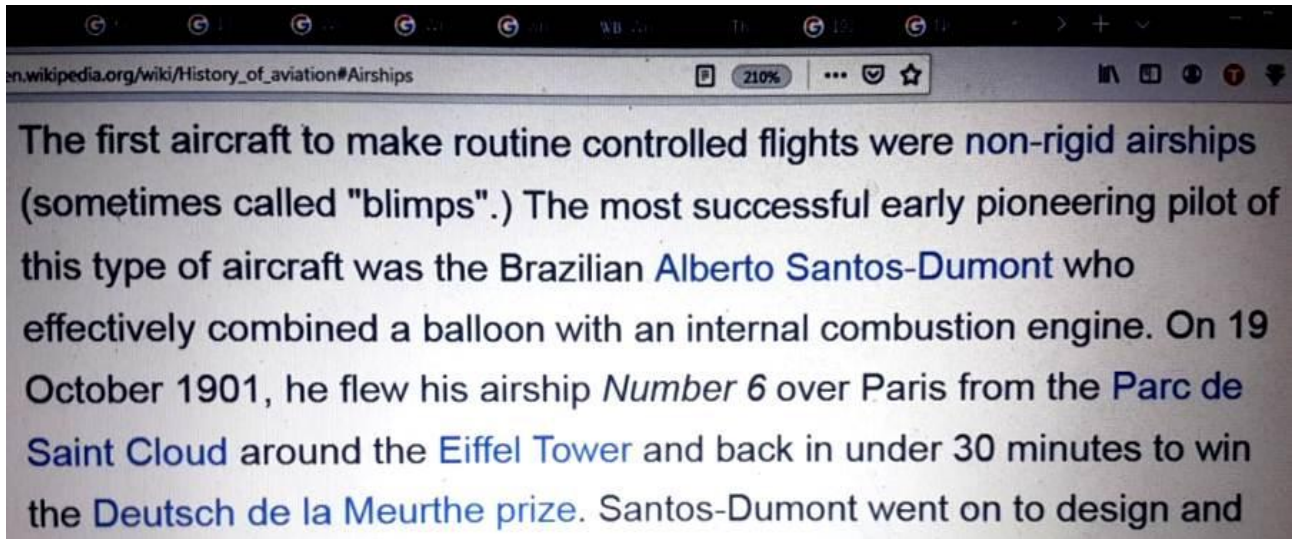 en.wikipedia.org/wiki/History_of_aviation#Airships 210%
The first aircraft to make routine controlled flights were non-rigid airships
(sometimes called "blimps".) The most successful early pioneering pilot of
this type of aircraft was the Brazilian Alberto Santos-Dumont who
effectively combined a balloon with an internal combustion engine. On 19
October 1901, he flew his airship Number 6 over Paris from the Parc de
Saint Cloud around the Eiffel Tower and back in under 30 minutes to win
the Deutsch de la Meurthe prize. Santos-Dumont went on to design and